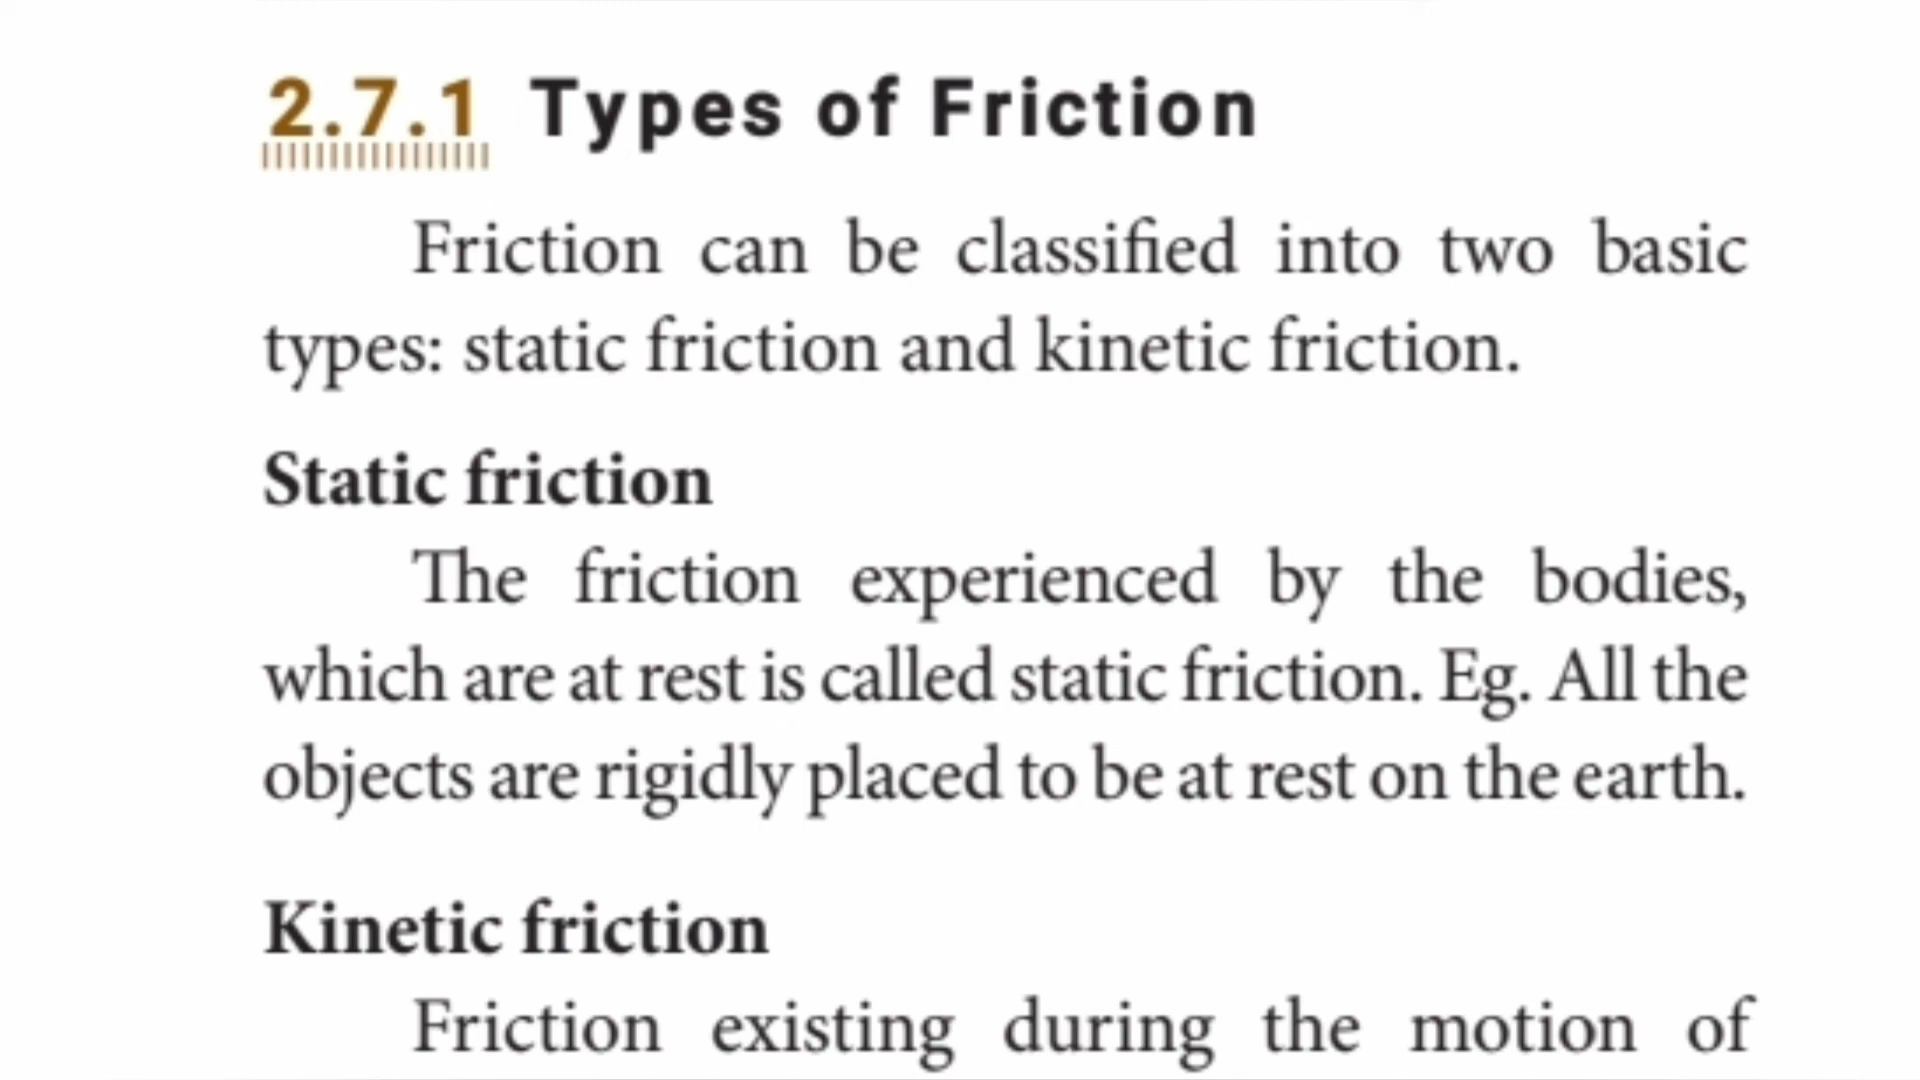 2.7.1 Types of Friction
Friction can be classified into two basic
types: static friction and kinetic friction.
Static friction
The friction experienced by the bodies,
which are at rest is called static friction. Eg. All the
objects are rigidly placed to be at rest on the earth.
Kinetic friction
Friction existing during the motion of